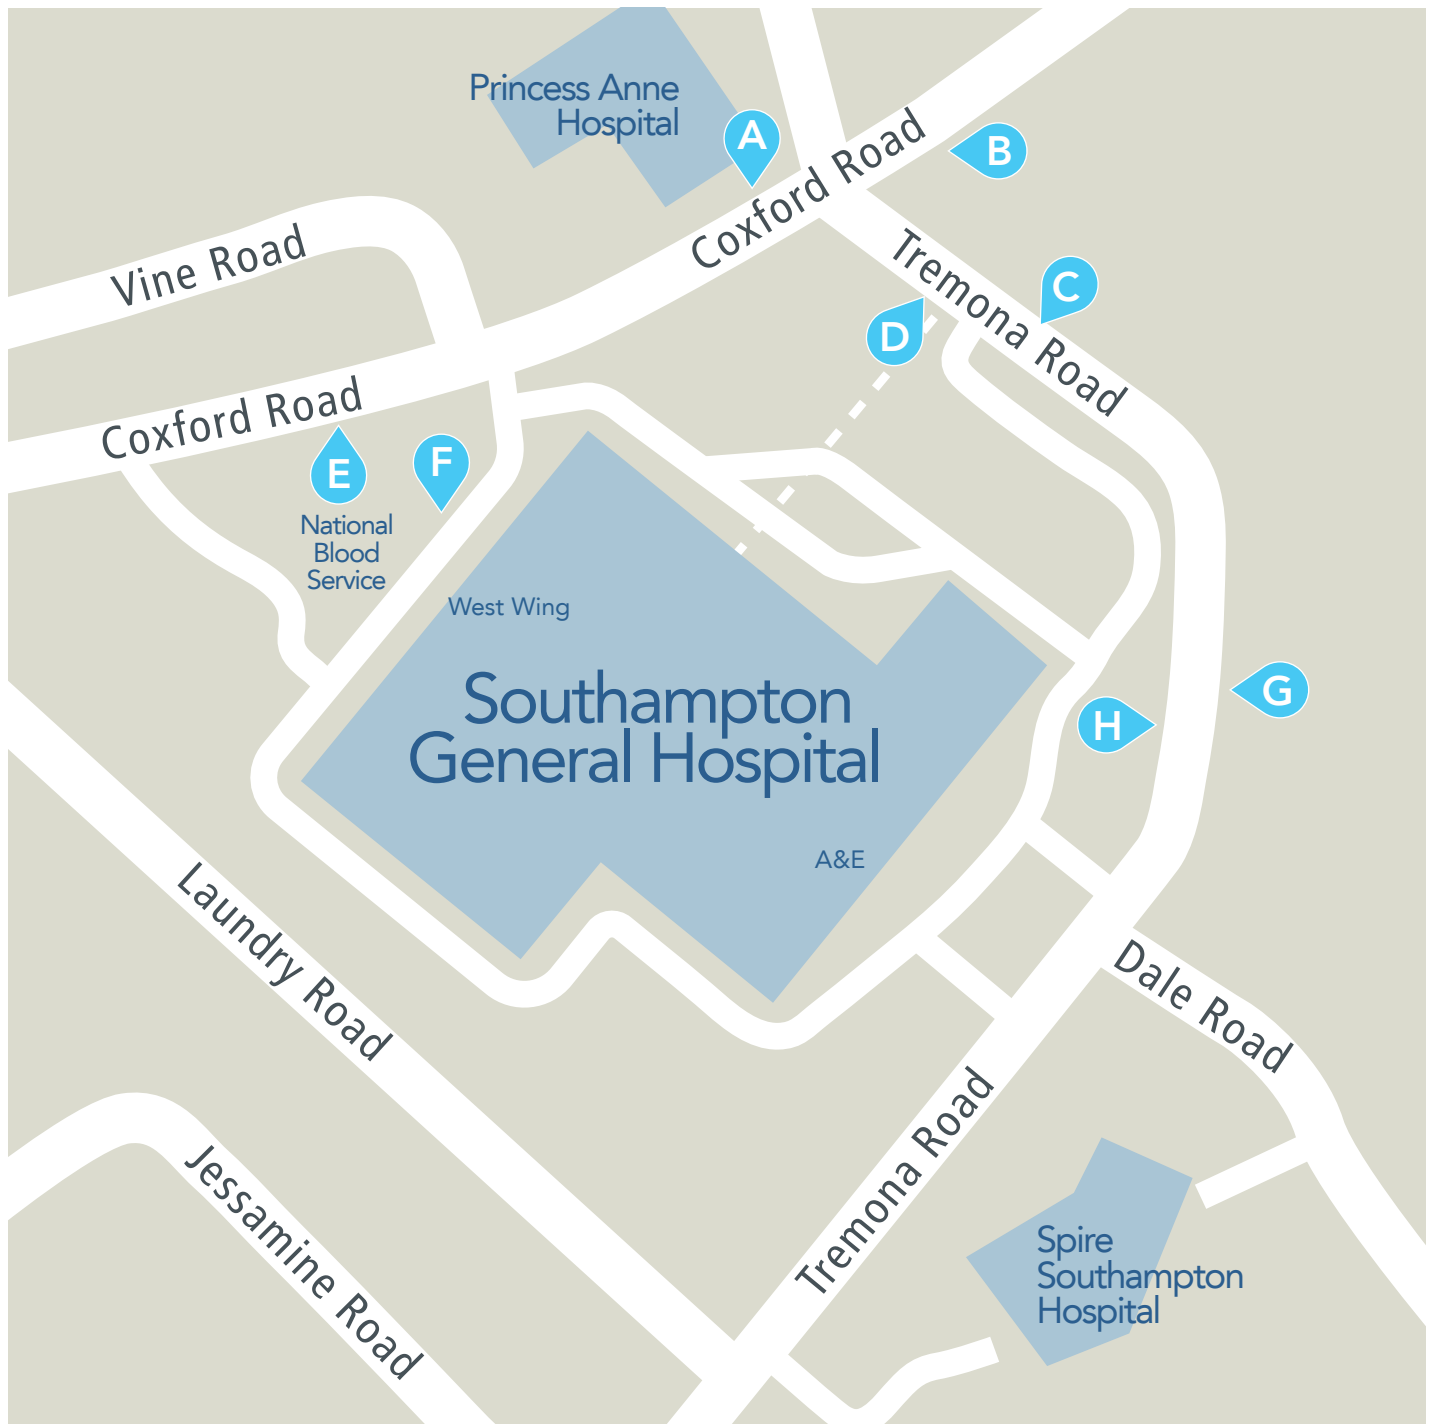 Princess Anne
Hospital
A
B
Coxford Road
Vine Road
Tremona Road
C
D
Coxford Road
E
F
National
Blood
Service
West Wing
Southampton
General Hospital
G
H
A&E
Laundry Road
Dale Road
Tremona Road
Jessamine Road
Spire
Southampton
Hospital